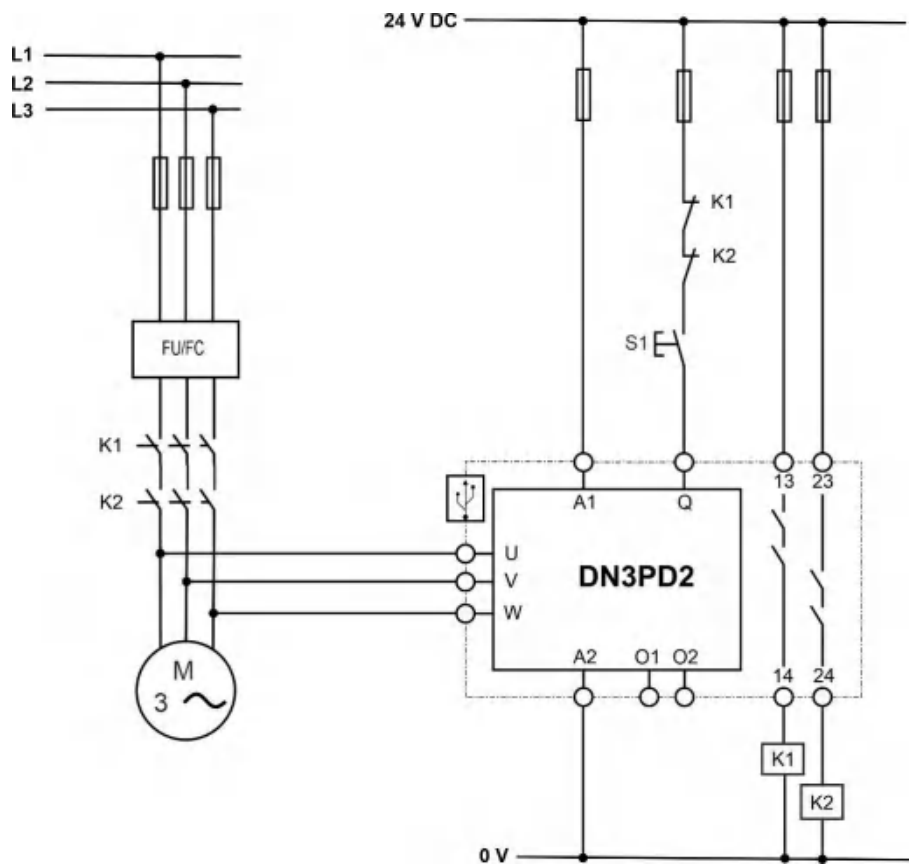 24 V DC
L1
L2
L3
K1
K2
S1
FU/FC
K1
K2
13
23
A1
Q
U
V
W
DN3PD2
M
3
A2
O1
O2
14
24
K1
K2
0 V